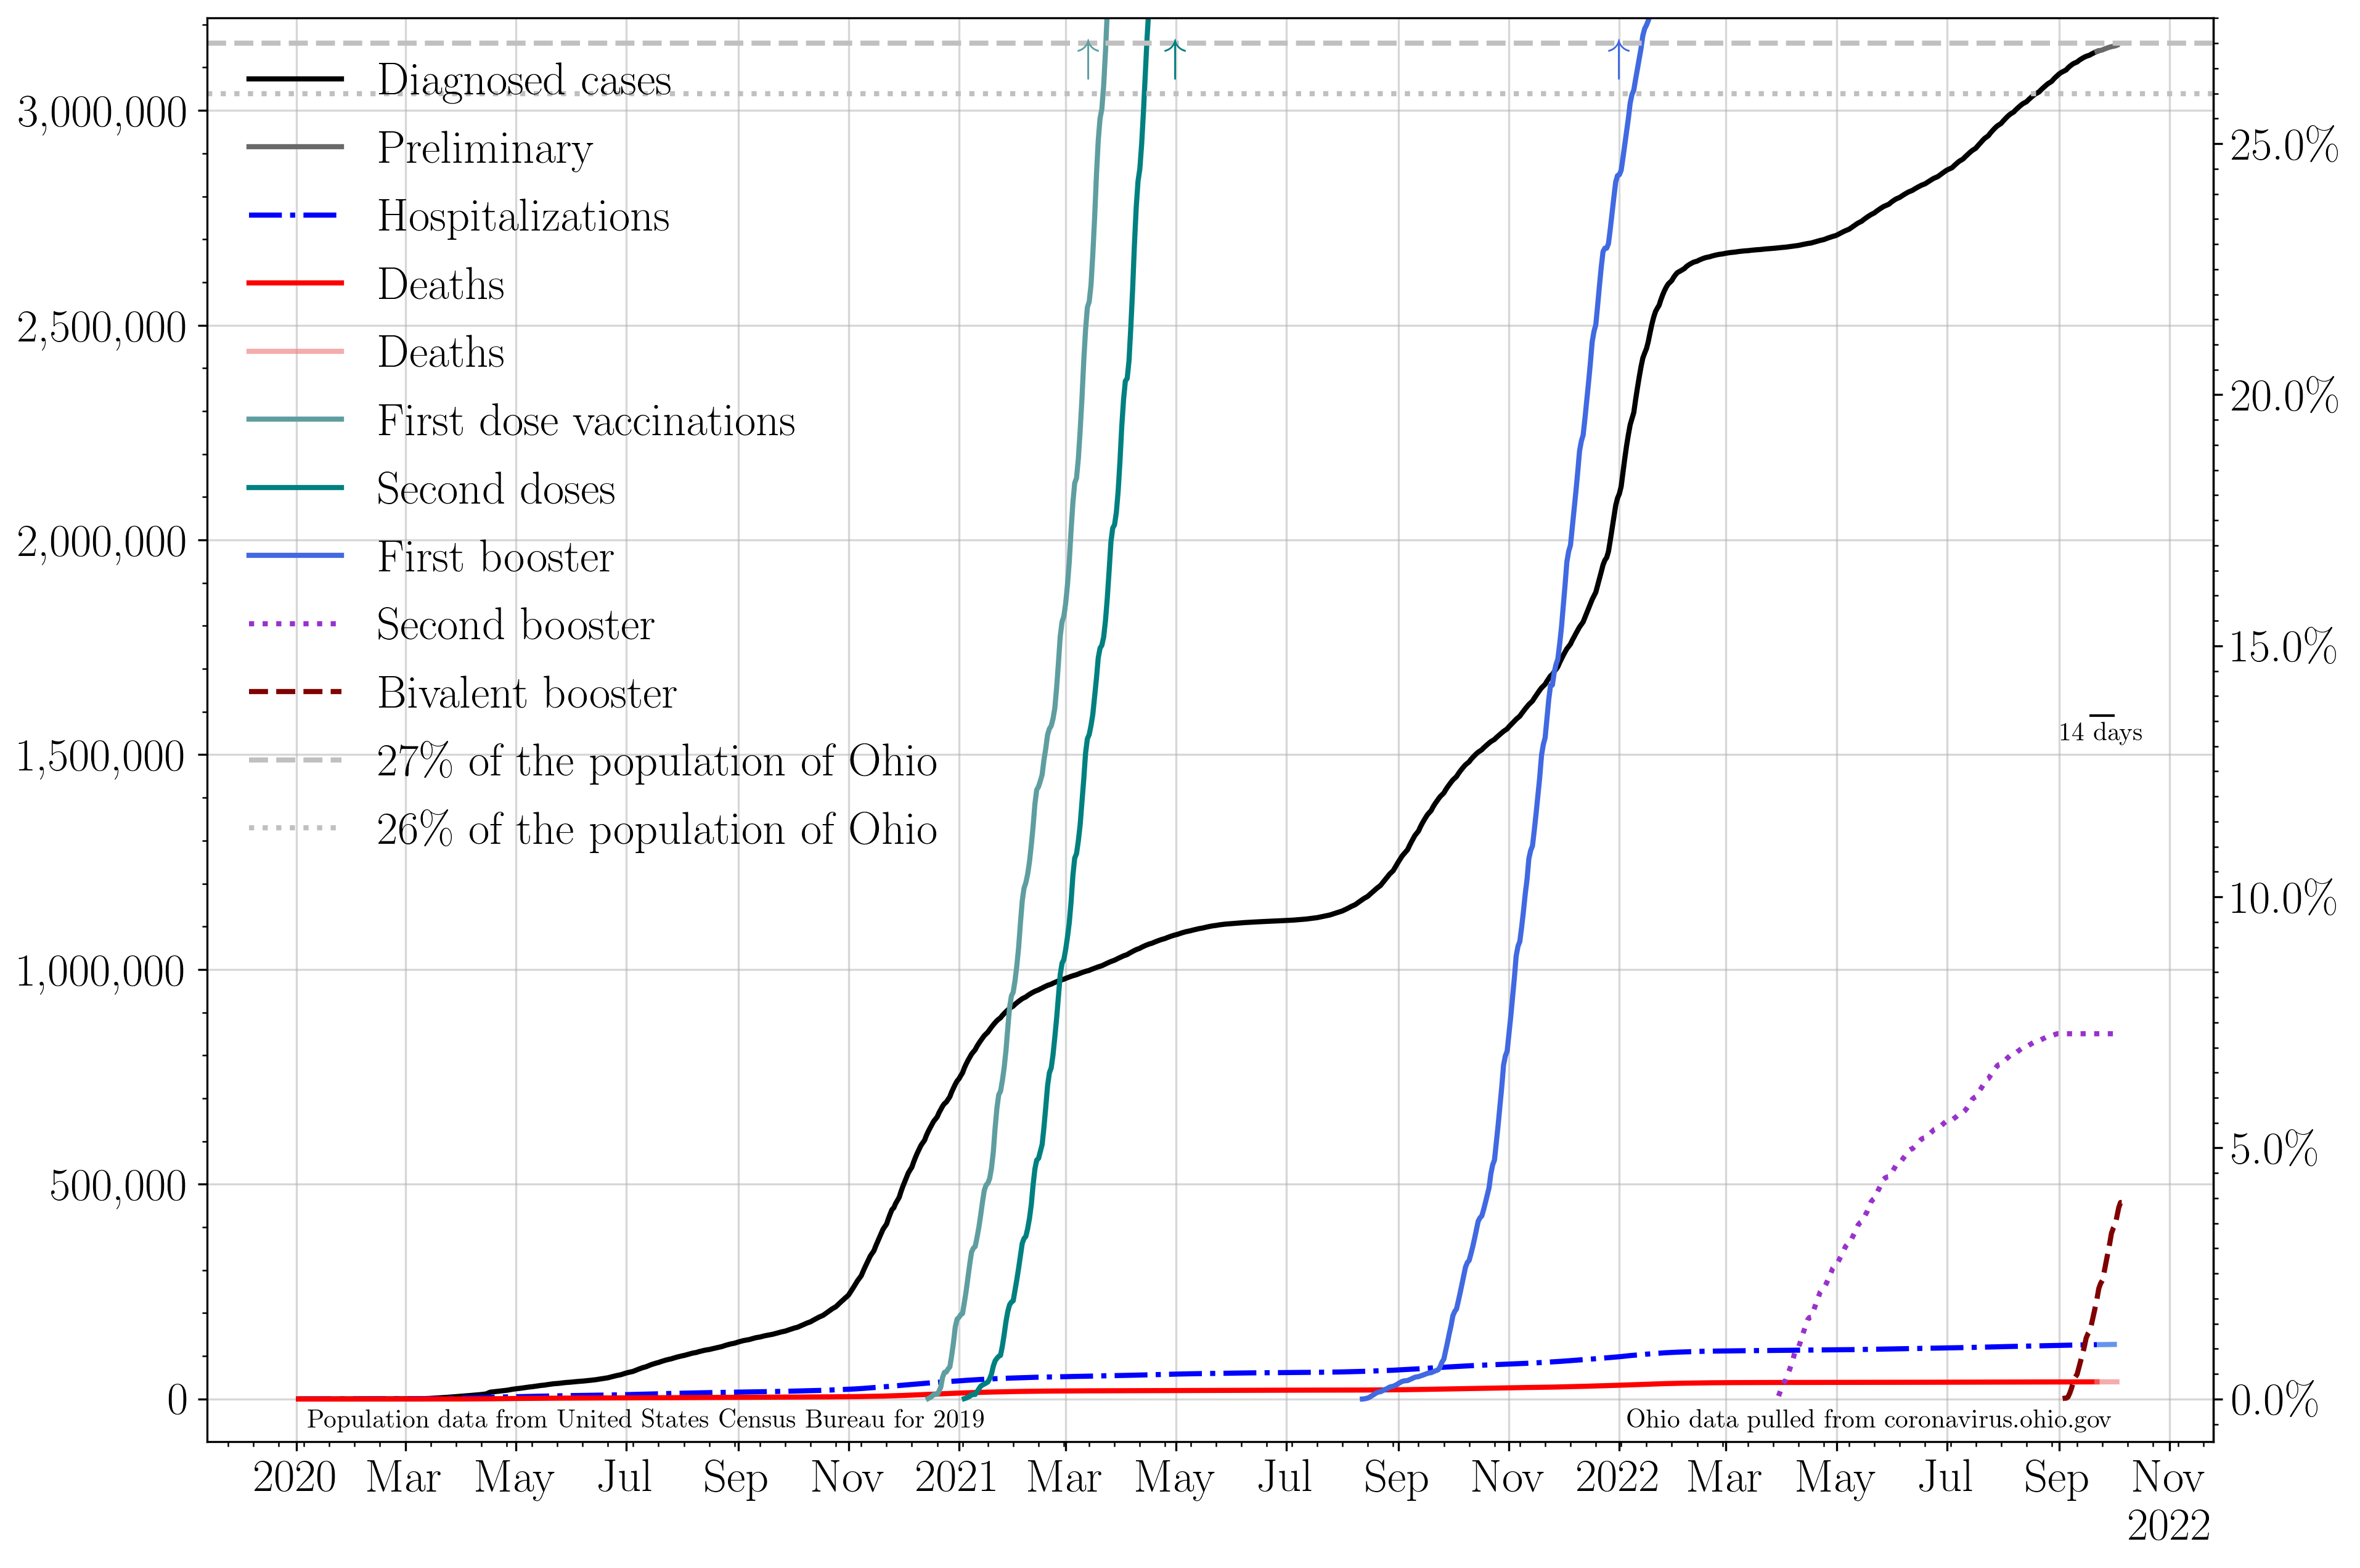 Diagnosed cases
Preliminary
Hospitalizations
Deaths
Deaths
First dose vaccinations
Second doses
First booster
Second booster
Bivalent booster
27% of the population of Ohio
26% of the population of Ohio
3,000,000
2,500,000
2,000,000
1,500,000
1,000,000
500,000
0
25.0%
20.0%
15.0%
10.0%
5.0%
0.0%
14 days
Population data from United States Census Bureau for 2019
Ohio data pulled from coronavirus.ohio.gov
2020 Mar May Jul Sep Nov 2021 Mar May Jul Sep Nov 2022 Mar May Jul Sep Nov
2022